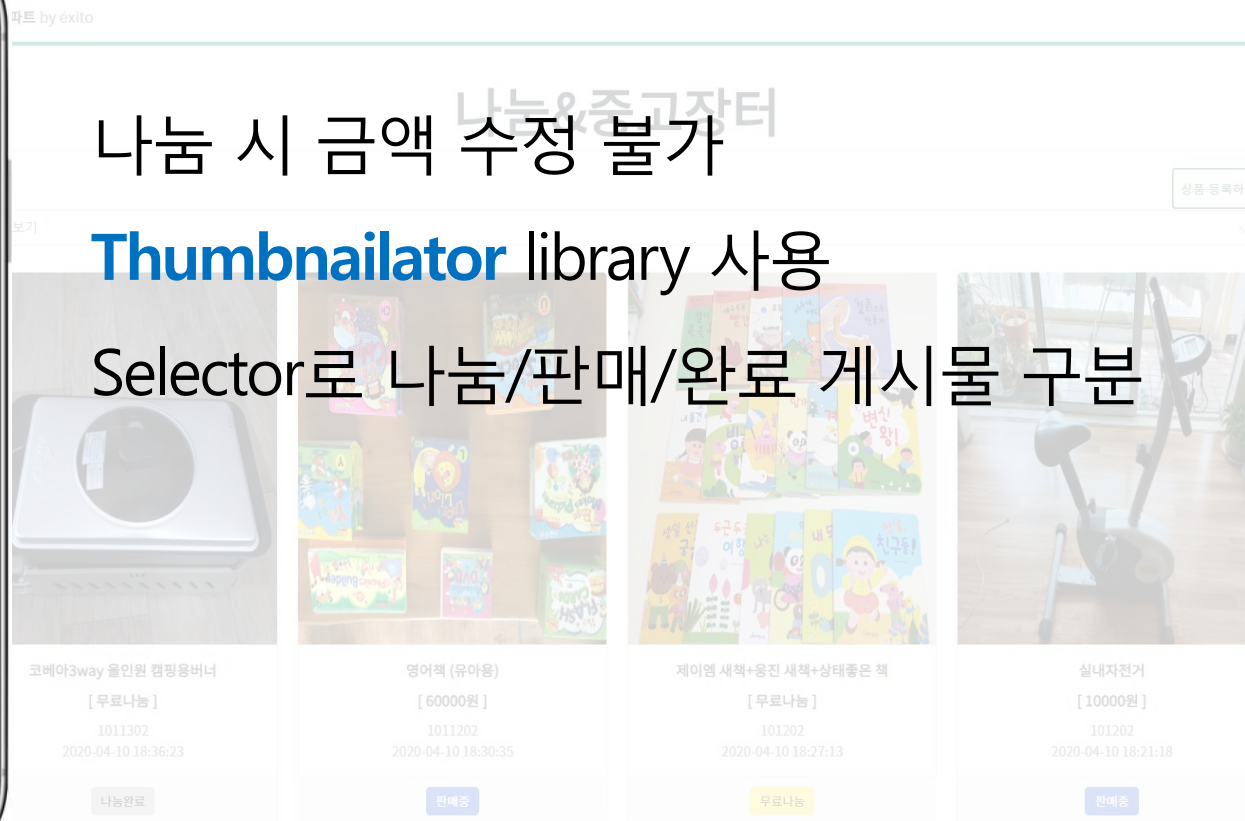 파트 by éxito
나눔&중고장터
나눔 시 금액 수정 불가
상품 등록하
보기
Thumbnailator library 사용
Selector로 나눔/판매/완료 게시물 구분
코베아3way 올인원 캠핑용버너
[ 무료나눔 ]
1011302
2020-04-10 18:36:23
나눔완료
영어책 (유아용)
[ 60000원 ]
1011202
2020-04-10 18:30:35
판매중
제이엠 새책+웅진 새책+상태좋은 책
[ 무료나눔 ]
101202
2020-04-10 18:27:13
무료나눔
실내자전거
[ 10000원 ]
101202
2020-04-10 18:21:18
판매중